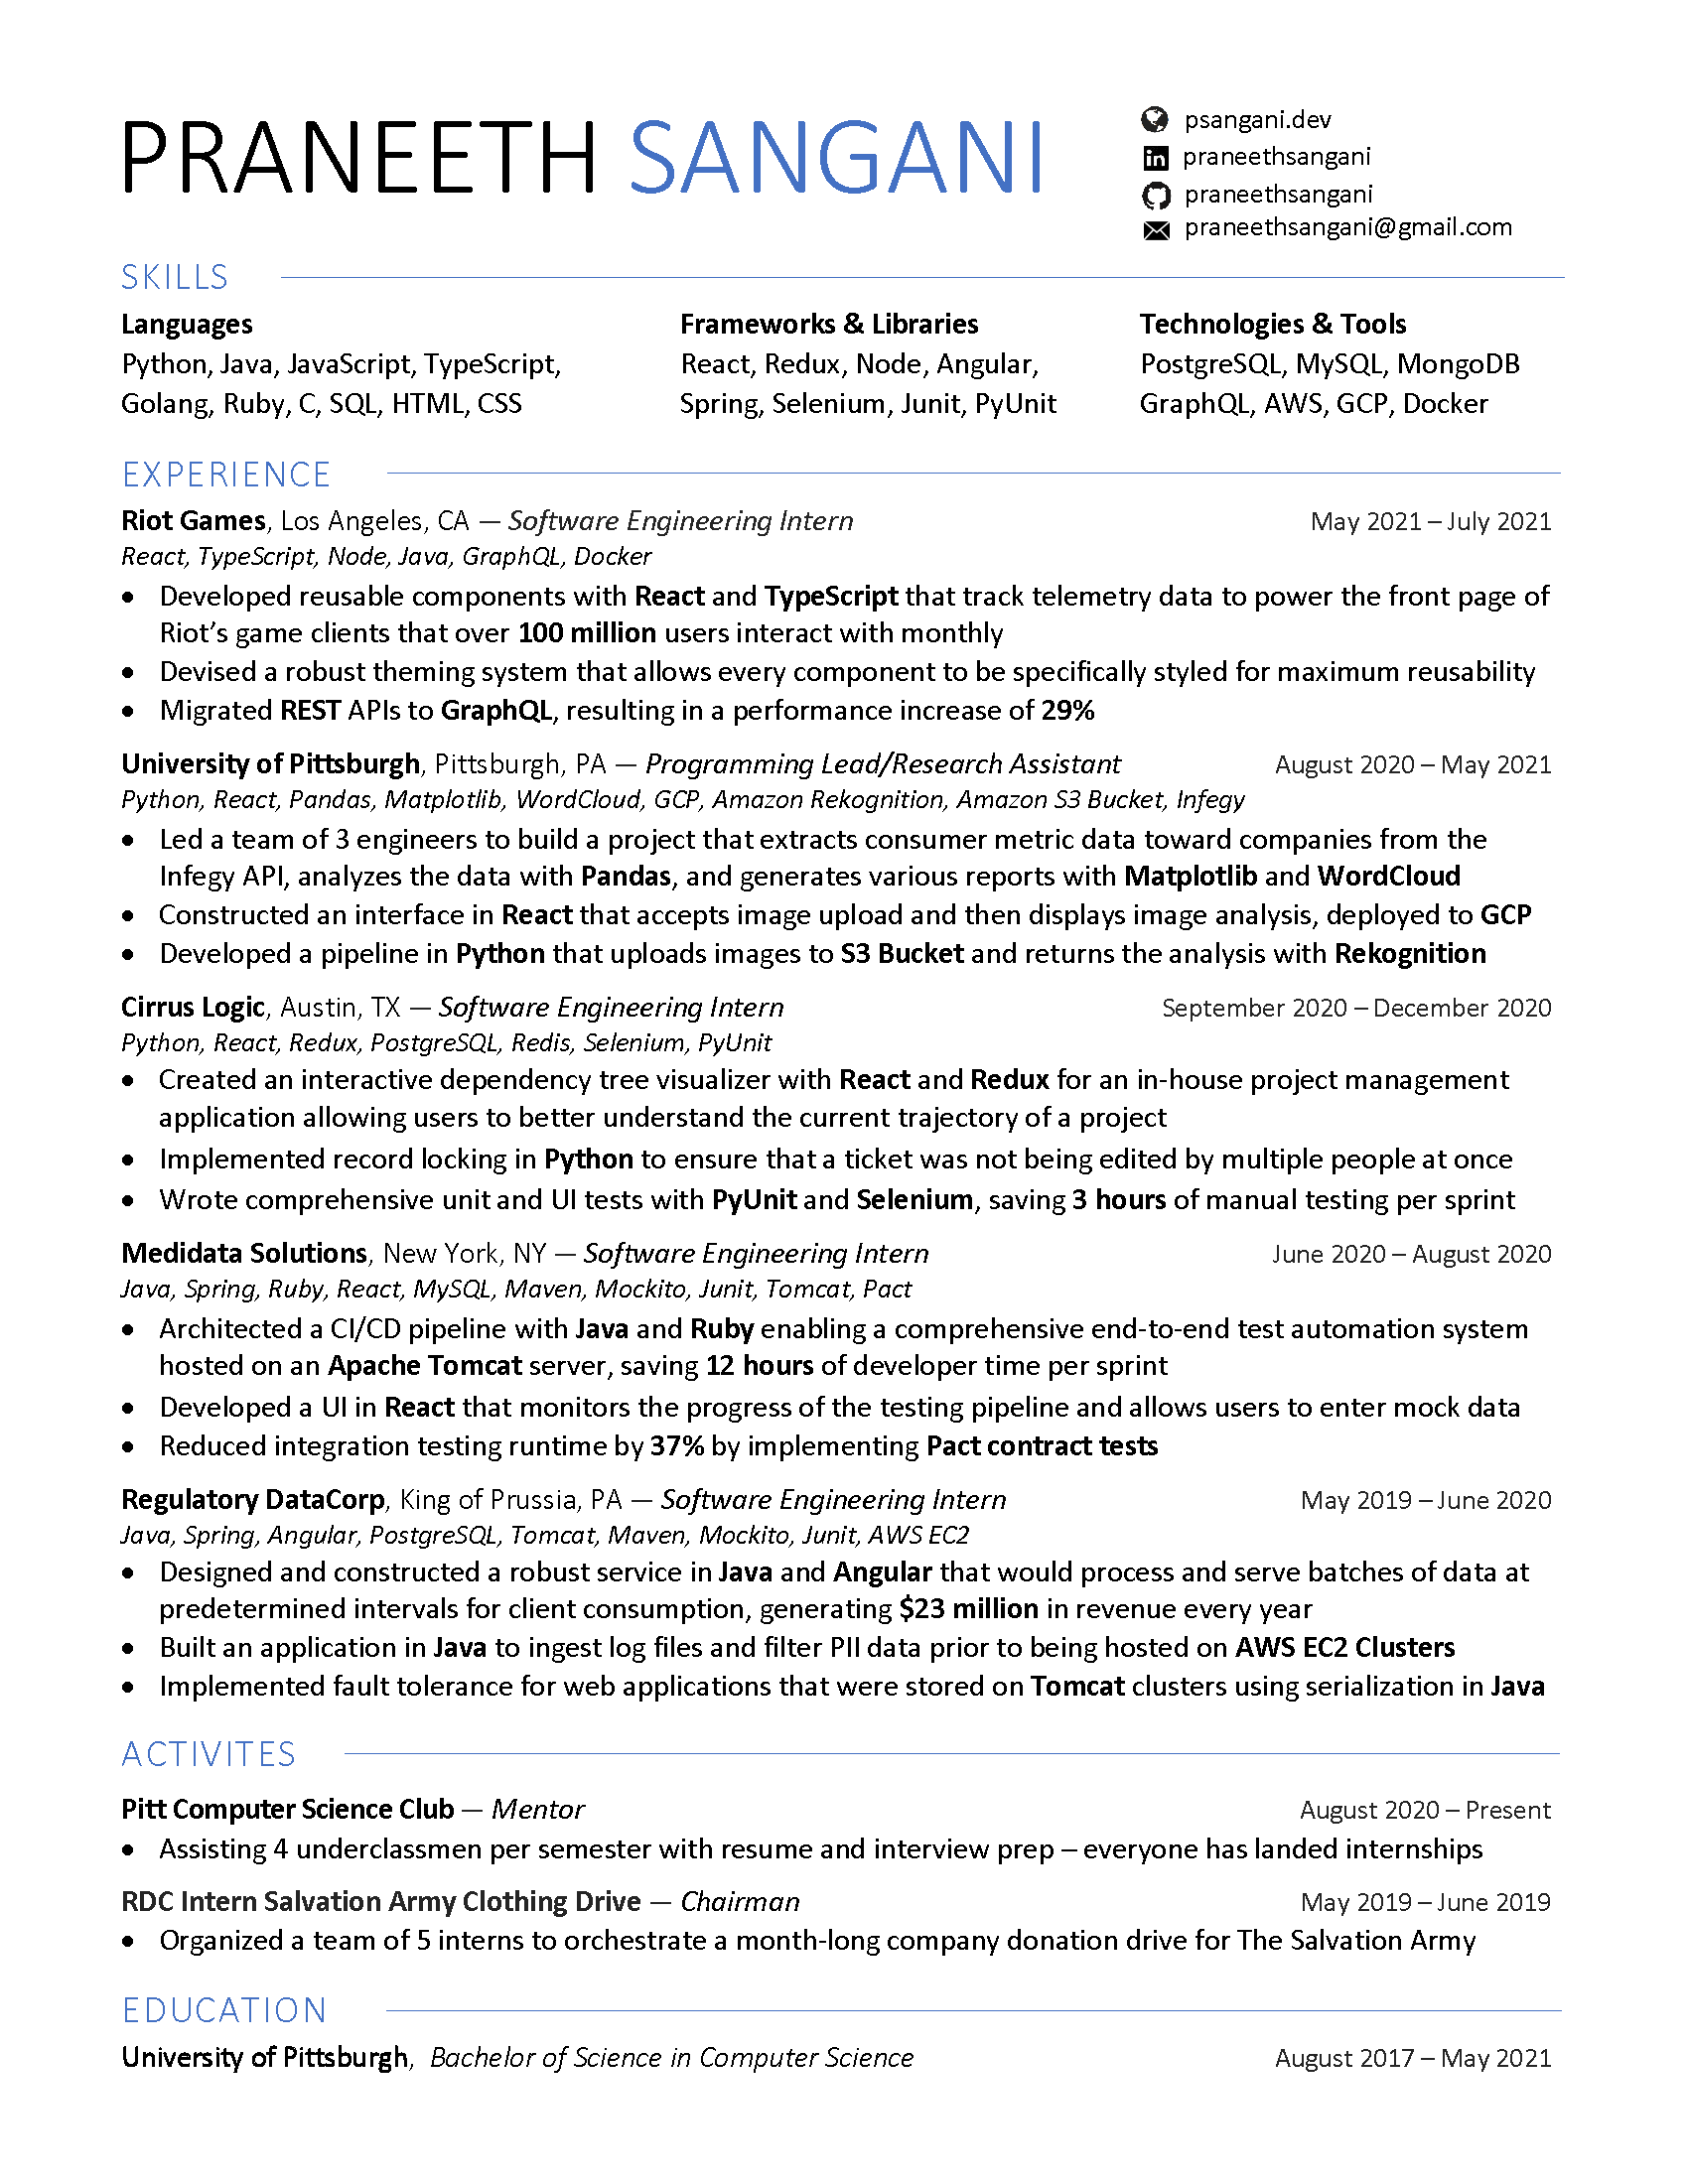 PRANEETH SANGANI
psangani.dev
praneethsangani
praneethsangani
praneethsangani@gmail.com
SKILLS
Languages
Python, Java, JavaScript, TypeScript,
Golang, Ruby, C, SQL, HTML, CSS
Frameworks & Libraries
React, Redux, Node, Angular,
Spring, Selenium, Junit, PyUnit
Technologies & Tools
PostgreSQL, MySQL, MongoDB
GraphQL, AWS, GCP, Docker
EXPERIENCE
Riot Games, Los Angeles, CA — Software Engineering Intern May 2021 – July 2021
React, TypeScript, Node, Java, GraphQL, Docker
• Developed reusable components with React and TypeScript that track telemetry data to power the front page of
Riot’s game clients that over 100 million users interact with monthly
• Devised a robust theming system that allows every component to be specifically styled for maximum reusability
• Migrated REST APIs to GraphQL, resulting in a performance increase of 29%
University of Pittsburgh, Pittsburgh, PA — Programming Lead/Research Assistant August 2020 – May 2021
Python, React, Pandas, Matplotlib, WordCloud, GCP, Amazon Rekognition, Amazon S3 Bucket, Infegy
• Led a team of 3 engineers to build a project that extracts consumer metric data toward companies from the
Infegy API, analyzes the data with Pandas, and generates various reports with Matplotlib and WordCloud
• Constructed an interface in React that accepts image upload and then displays image analysis, deployed to GCP
• Developed a pipeline in Python that uploads images to S3 Bucket and returns the analysis with Rekognition
Cirrus Logic, Austin, TX — Software Engineering Intern September 2020 – December 2020
Python, React, Redux, PostgreSQL, Redis, Selenium, PyUnit
• Created an interactive dependency tree visualizer with React and Redux for an in-house project management
application allowing users to better understand the current trajectory of a project
• Implemented record locking in Python to ensure that a ticket was not being edited by multiple people at once
• Wrote comprehensive unit and UI tests with PyUnit and Selenium, saving 3 hours of manual testing per sprint
Medidata Solutions, New York, NY — Software Engineering Intern June 2020 – August 2020
Java, Spring, Ruby, React, MySQL, Maven, Mockito, Junit, Tomcat, Pact
• Architected a CI/CD pipeline with Java and Ruby enabling a comprehensive end-to-end test automation system
hosted on an Apache Tomcat server, saving 12 hours of developer time per sprint
• Developed a UI in React that monitors the progress of the testing pipeline and allows users to enter mock data
• Reduced integration testing runtime by 37% by implementing Pact contract tests
Regulatory DataCorp, King of Prussia, PA — Software Engineering Intern May 2019 – June 2020
Java, Spring, Angular, PostgreSQL, Tomcat, Maven, Mockito, Junit, AWS EC2
• Designed and constructed a robust service in Java and Angular that would process and serve batches of data at
predetermined intervals for client consumption, generating $23 million in revenue every year
• Built an application in Java to ingest log files and filter PII data prior to being hosted on AWS EC2 Clusters
• Implemented fault tolerance for web applications that were stored on Tomcat clusters using serialization in Java
ACTIVITES
Pitt Computer Science Club — Mentor August 2020 – Present
• Assisting 4 underclassmen per semester with resume and interview prep – everyone has landed internships
RDC Intern Salvation Army Clothing Drive — Chairman May 2019 – June 2019
• Organized a team of 5 interns to orchestrate a month-long company donation drive for The Salvation Army
EDUCATION
University of Pittsburgh, Bachelor of Science in Computer Science August 2017 – May 2021